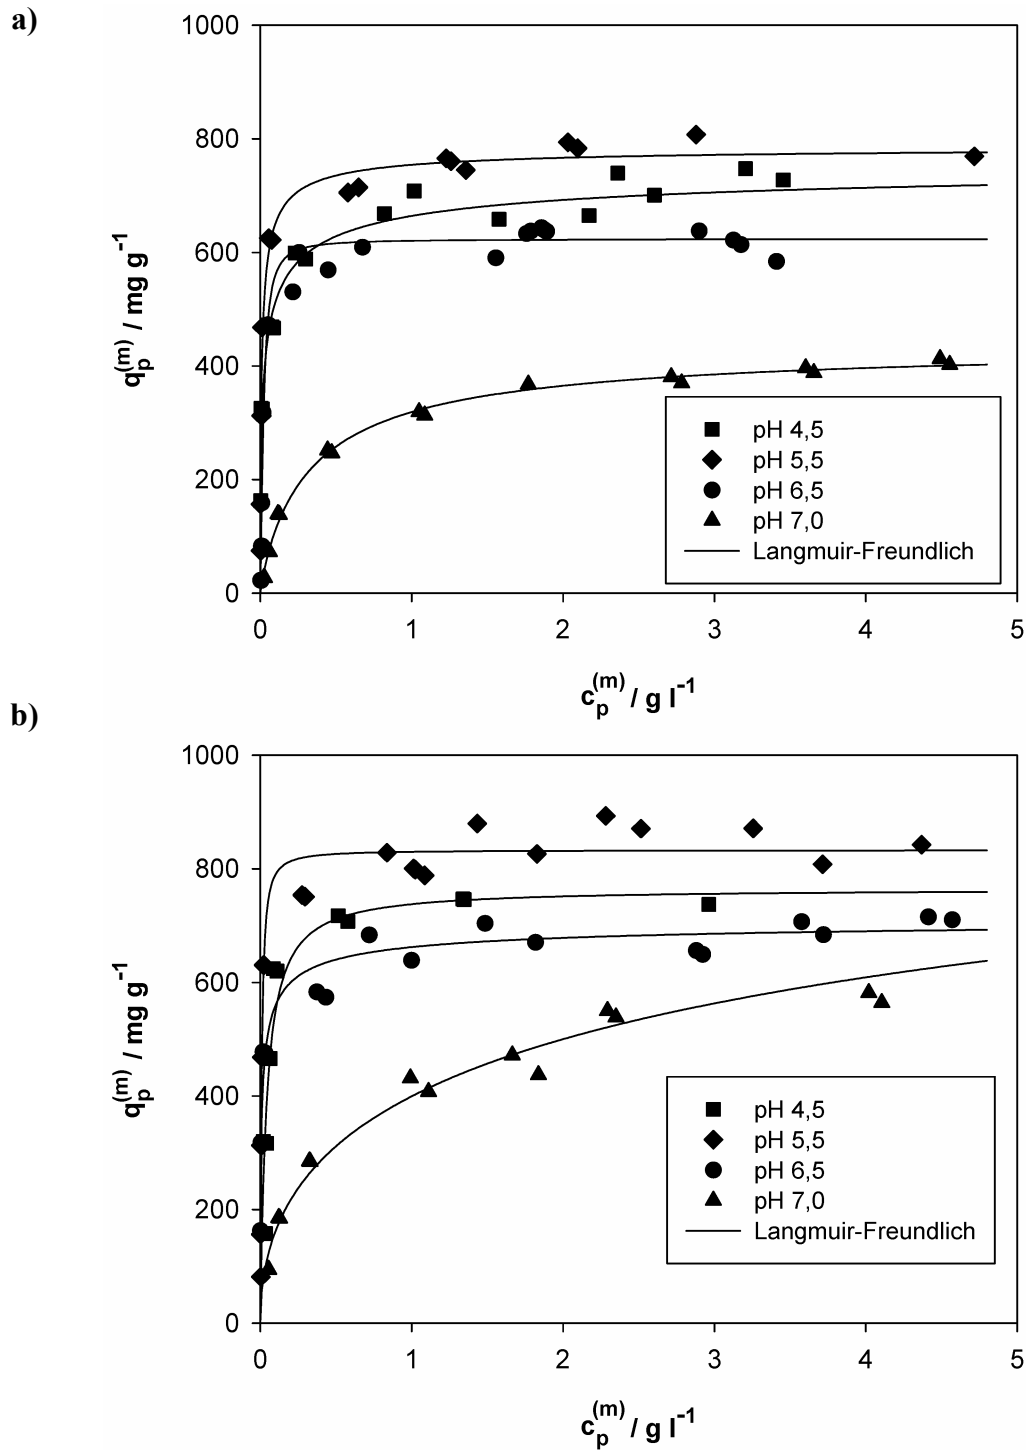 a)
1000
800
600
400
200
0
q_p^(m) / mg g^-1
pH 4,5
pH 5,5
pH 6,5
pH 7,0
Langmuir-Freundlich
0 1 2 3 4 5
c_p^(m) / g l^-1
b)
1000
800
600
400
200
0
q_p^(m) / mg g^-1
pH 4,5
pH 5,5
pH 6,5
pH 7,0
Langmuir-Freundlich
0 1 2 3 4 5
c_p^(m) / g l^-1